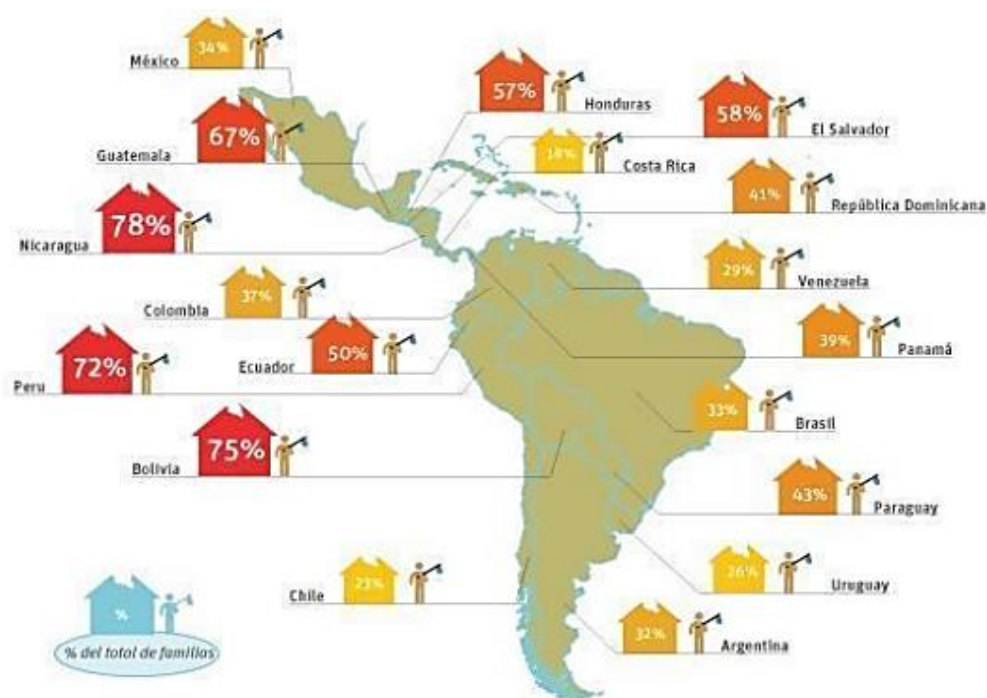 34%
México
57%
Honduras
58%
El Salvador
67%
Guatemala
18%
Costa Rica
41%
República Dominicana
78%
Nicaragua
29%
Venezuela
37%
Colombia
39%
Panamá
50%
Ecuador
72%
Peru
33%
Brasil
75%
Bolivia
43%
Paraguay
23%
Chile
26%
Uruguay
32%
Argentina
%
% del total de familias